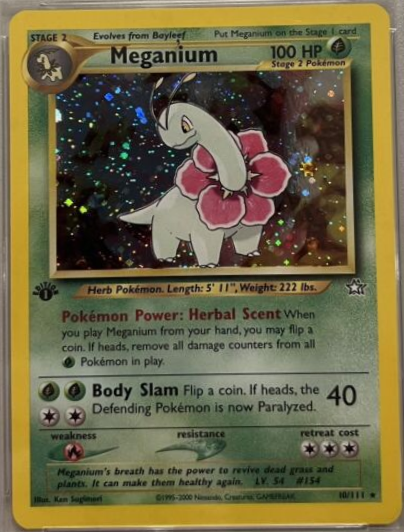 STAGE 2 Evolves from Bayleef Put Meganium on the Stage 1 card
Meganium 100 HP
Stage 2 Pokémon
EDITION
1
Herb Pokémon. Length: 5' 11", Weight: 222 lbs.
Pokémon Power: Herbal Scent When
you play Meganium from your hand, you may flip a
coin. If heads, remove all damage counters from all
Pokémon in play.
Body Slam Flip a coin. If heads, the 40
Defending Pokémon is now Paralyzed.
weakness resistance retreat cost
Meganium's breath has the power to revive dead grass and
plants. It can make them healthy again. LV. 54 #154
Illus. Ken Sugimori ©1995-2000 Nintendo, Creatures, GAMEFREAK. 10/111 ★